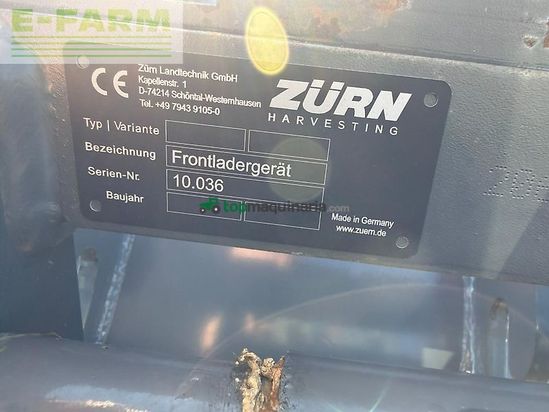 E-FARM
Zürn Landtechnik GmbH
Kapellenstr. 1
D-74214 Schöntal-Westernhausen
Tel. +49 7943 9105-0
CE
ZÜRN
HARVESTING
Typ | Variante
Bezeichnung Frontladergerät
Serien-Nr. 10.036
Baujahr
topmaquinaria.com
Made in Germany
www.zuern.de